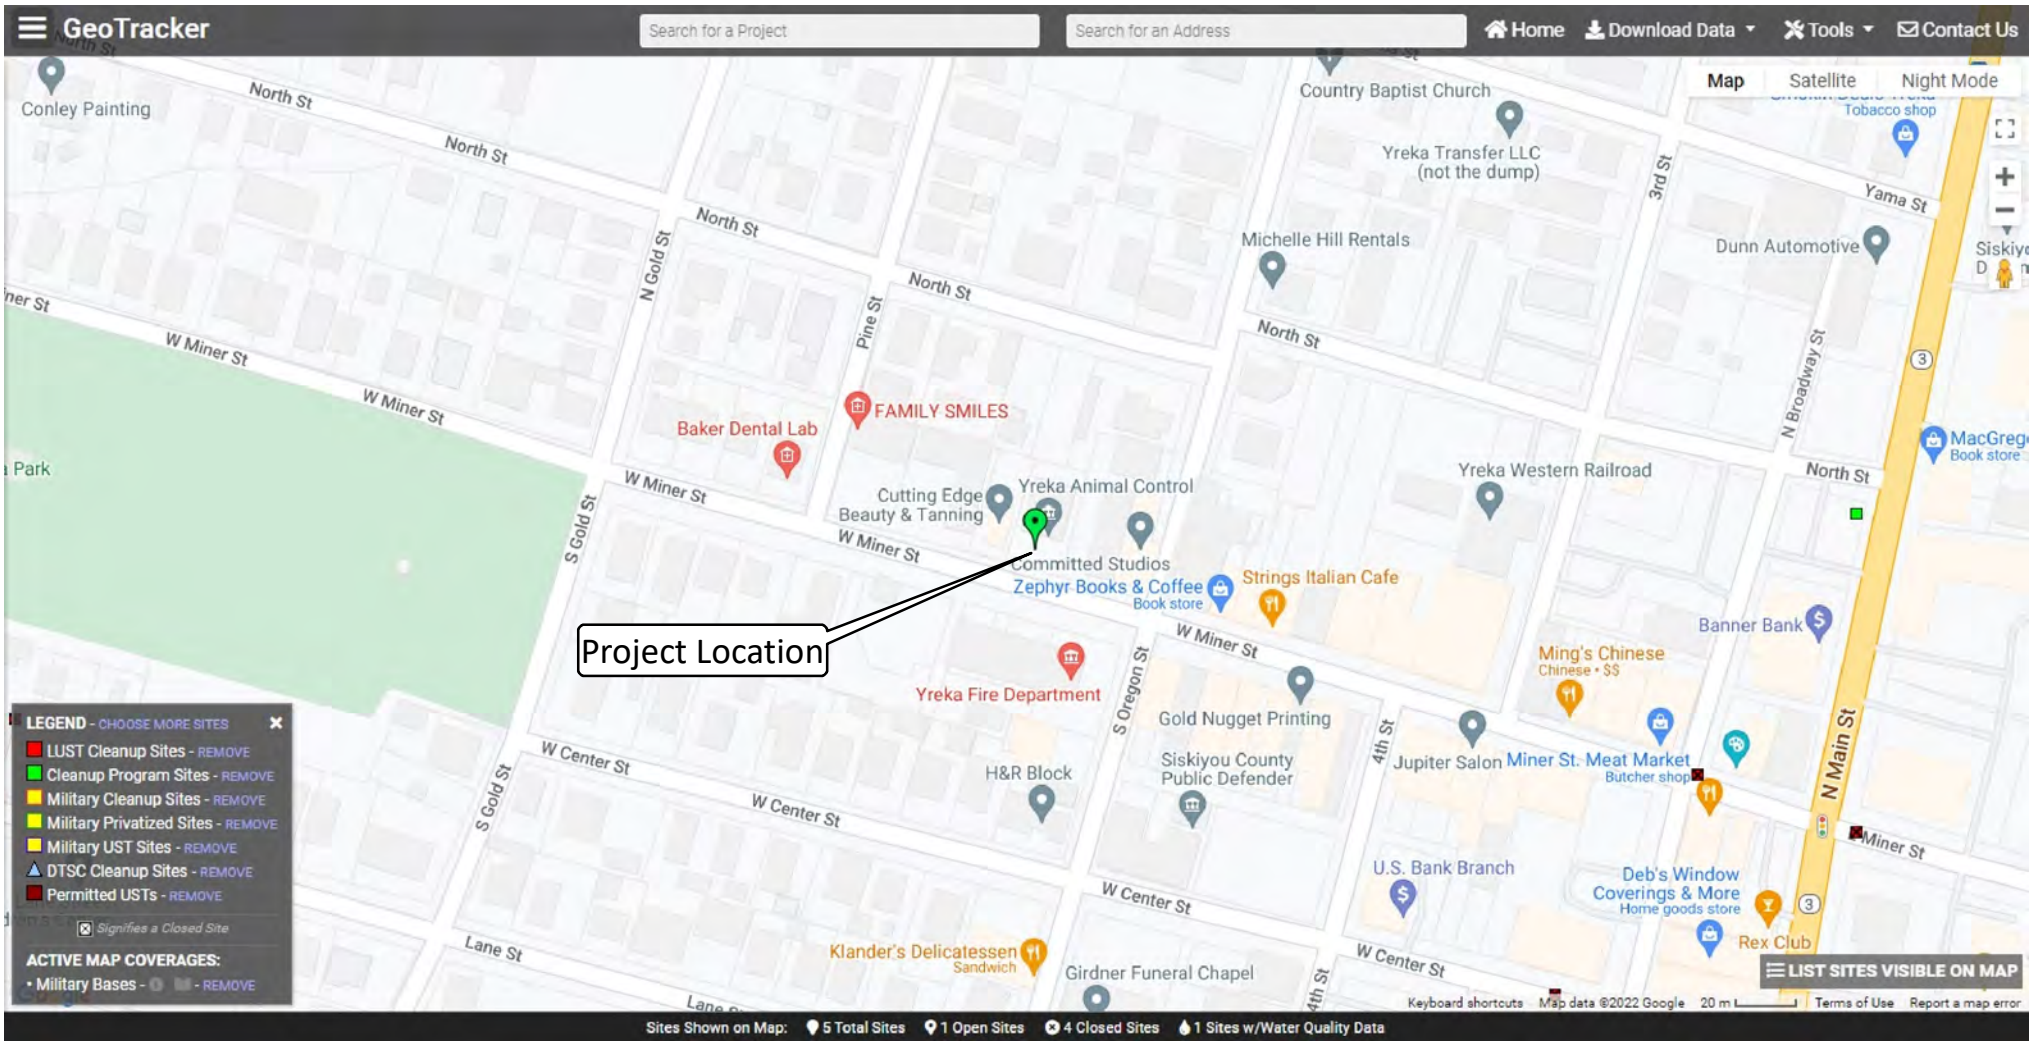 GeoTracker
Search for a Project
Search for an Address
Home
Download Data
Tools
Contact Us
North St
Conley Painting
North St
North St
Country Baptist Church
Map
Satellite
Night Mode
Tobacco shop
Yreka Transfer LLC
(not the dump)
3rd St
Yama St
North St
N Gold St
Michelle Hill Rentals
Dunn Automotive
North St
Pine St
North St
N Broadway St
3
W Miner St
W Miner St
FAMILY SMILES
Baker Dental Lab
MacGreg
Book store
Park
W Miner St
Yreka Western Railroad
North St
Cutting Edge
Beauty & Tanning
Yreka Animal Control
S Gold St
W Miner St
Committed Studios
Zephyr Books & Coffee
Book store
Strings Italian Cafe
Project Location
W Miner St
Banner Bank
Ming's Chinese
Chinese • $$
Yreka Fire Department
S Oregon St
Gold Nugget Printing
4th St
Jupiter Salon
Miner St. Meat Market
Butcher shop
N Main St
LEGEND - CHOOSE MORE SITES
LUST Cleanup Sites - REMOVE
Cleanup Program Sites - REMOVE
Military Cleanup Sites - REMOVE
Military Privatized Sites - REMOVE
Military UST Sites - REMOVE
DTSC Cleanup Sites - REMOVE
Permitted USTs - REMOVE
Signifies a Closed Site
ACTIVE MAP COVERAGES:
• Military Bases - - REMOVE
W Center St
S Gold St
H&R Block
Siskiyou County
Public Defender
W Center St
Miner St
U.S. Bank Branch
Deb's Window
Coverings & More
Home goods store
3
W Center St
Rex Club
Lane St
Klander's Delicatessen
Sandwich
Girdner Funeral Chapel
W Center St
4th St
LIST SITES VISIBLE ON MAP
Keyboard shortcuts
Map data ©2022 Google
20 m
Terms of Use
Report a map error
Sites Shown on Map: 5 Total Sites 1 Open Sites 4 Closed Sites 1 Sites w/Water Quality Data